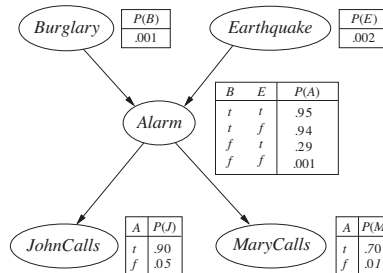 Burglary
P(B)
.001
Earthquake
P(E)
.002
Alarm
B E P(A)
t t .95
t f .94
f t .29
f f .001
JohnCalls
A P(J)
t .90
f .05
MaryCalls
A P(M
t .70
f .01